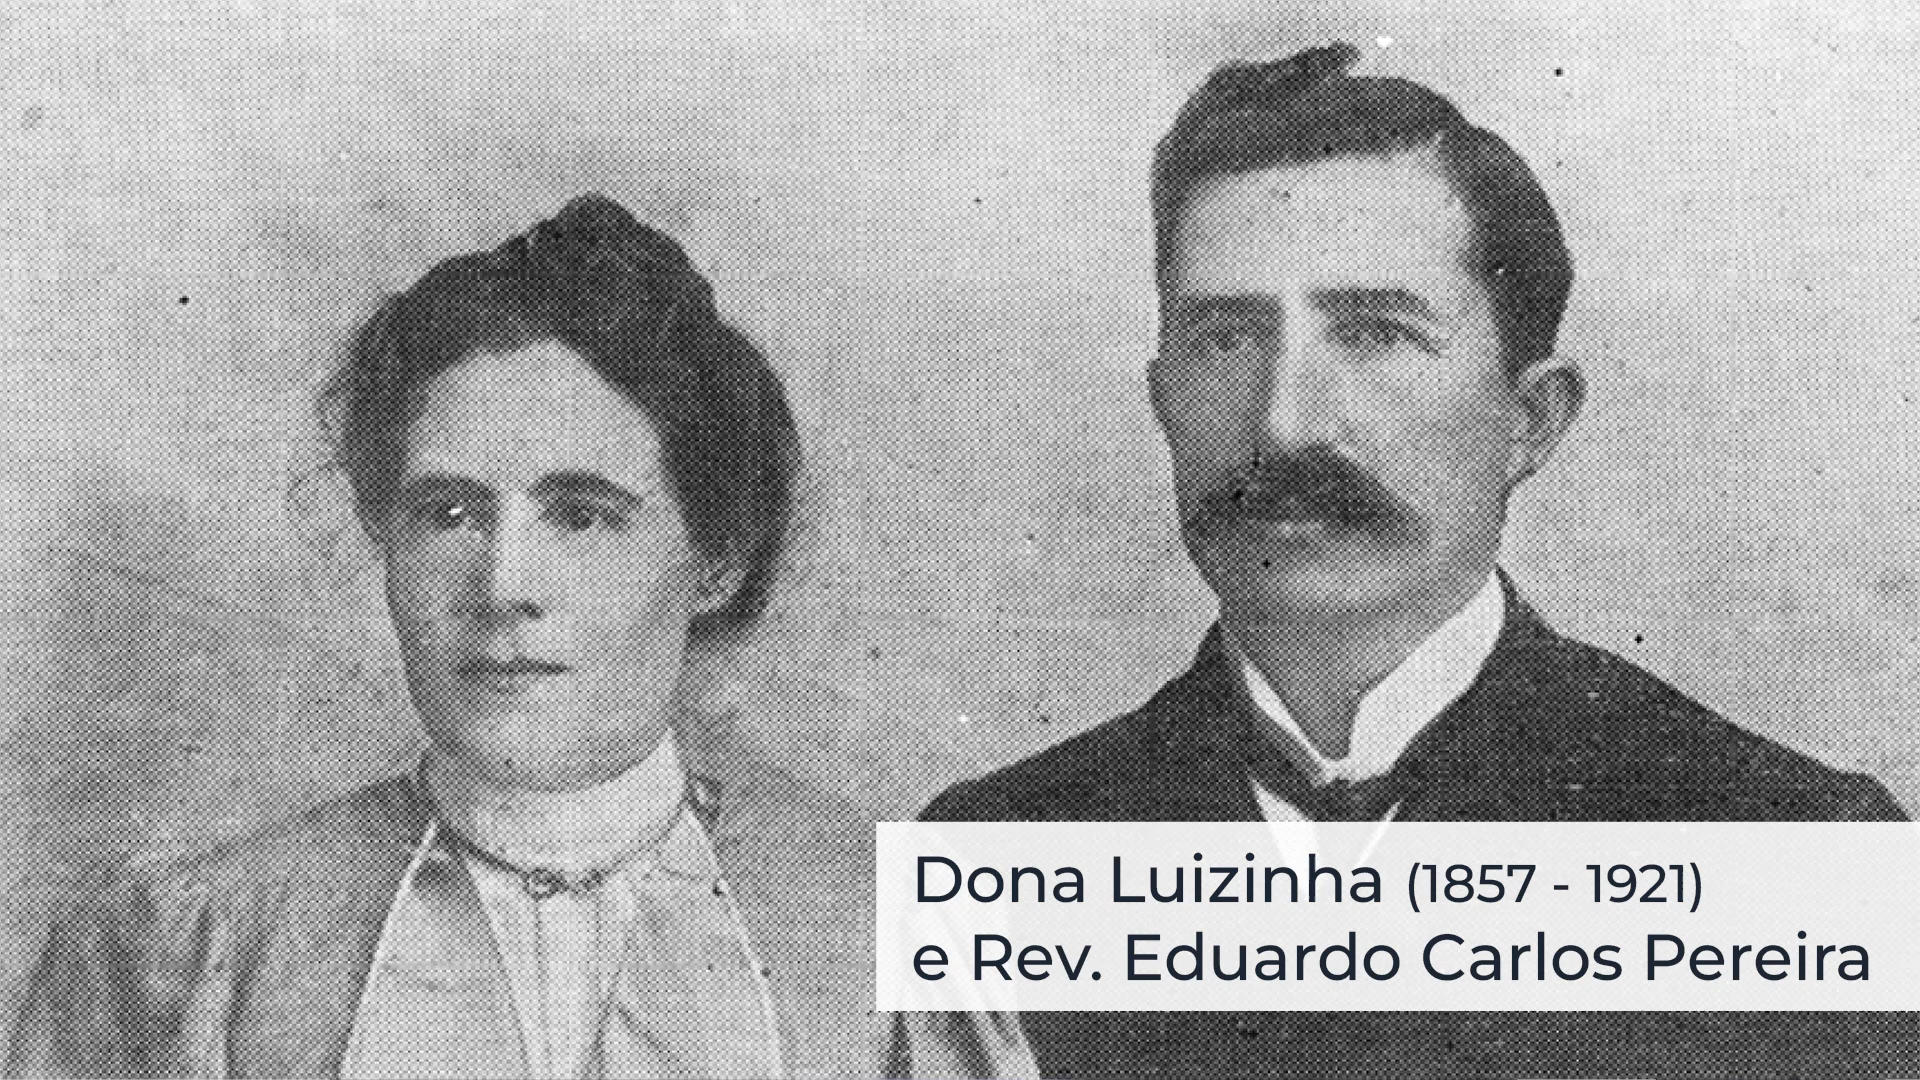 Dona Luizinha (1857 - 1921)
e Rev. Eduardo Carlos Pereira